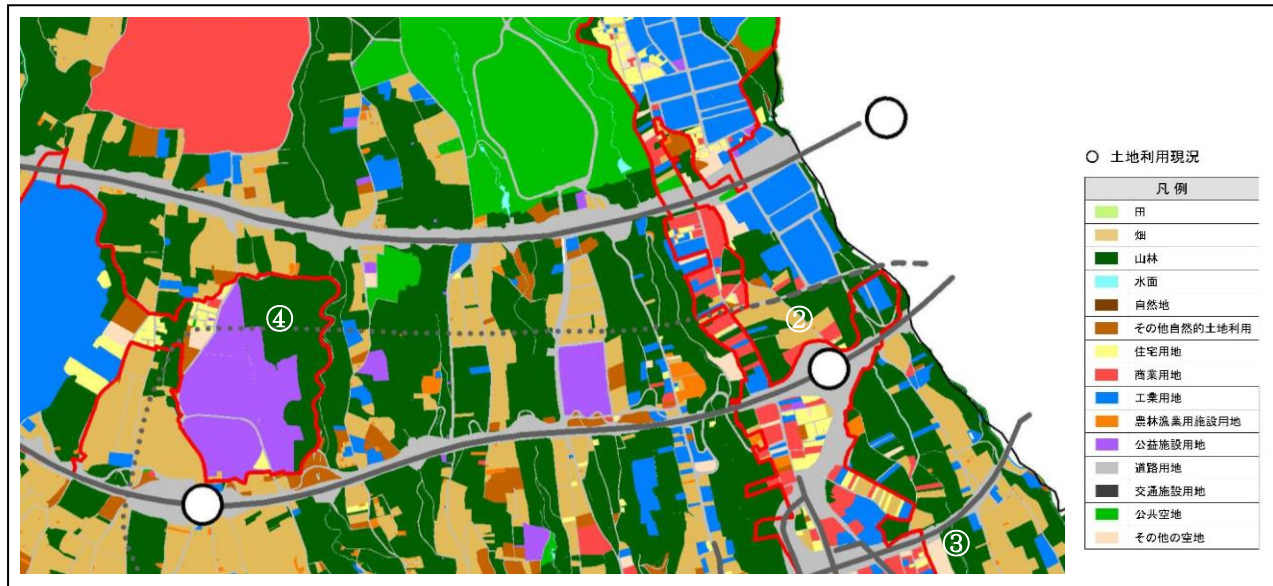 ④
②
③
○ 土地利用現況
凡 例
田
畑
山林
水面
自然地
その他自然的土地利用
住宅用地
商業用地
工業用地
農林漁業用施設用地
公益施設用地
道路用地
交通施設用地
公共空地
その他の空地